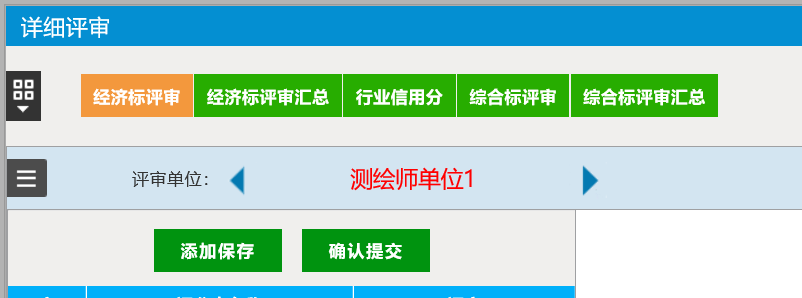 详细评审
经济标评审 经济标评审汇总 行业信用分 综合标评审 综合标评审汇总
评审单位： 测绘师单位1
添加保存 确认提交